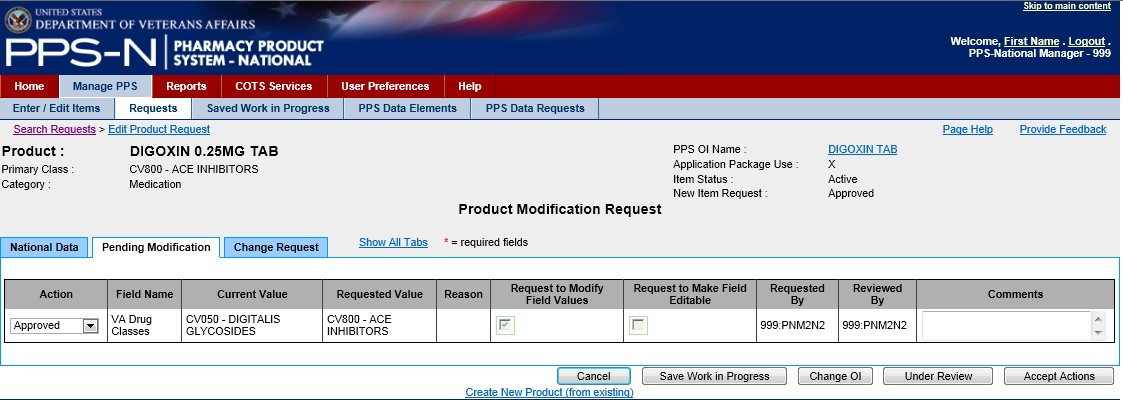 Skip to main content
UNITED STATES
DEPARTMENT OF VETERANS AFFAIRS
PPS-N PHARMACY PRODUCT
SYSTEM - NATIONAL
Welcome, First Name . Logout .
PPS-National Manager - 999
Home Manage PPS Reports COTS Services User Preferences Help
Enter / Edit Items Requests Saved Work in Progress PPS Data Elements PPS Data Requests
Search Requests > Edit Product Request Page Help Provide Feedback
Product : DIGOXIN 0.25MG TAB PPS OI Name : DIGOXIN TAB
Primary Class : CV800 - ACE INHIBITORS Application Package Use : X
Category : Medication Item Status : Active
New Item Request : Approved
Product Modification Request
National Data Pending Modification Change Request Show All Tabs * = required fields
Action Field Name Current Value Requested Value Reason Request to Modify Field Values Request to Make Field Editable Requested By Reviewed By Comments
Approved VA Drug Classes CV050 - DIGITALIS GLYCOSIDES CV800 - ACE INHIBITORS 999:PNM2N2 999:PNM2N2
Cancel Save Work in Progress Change OI Under Review Accept Actions
Create New Product (from existing)